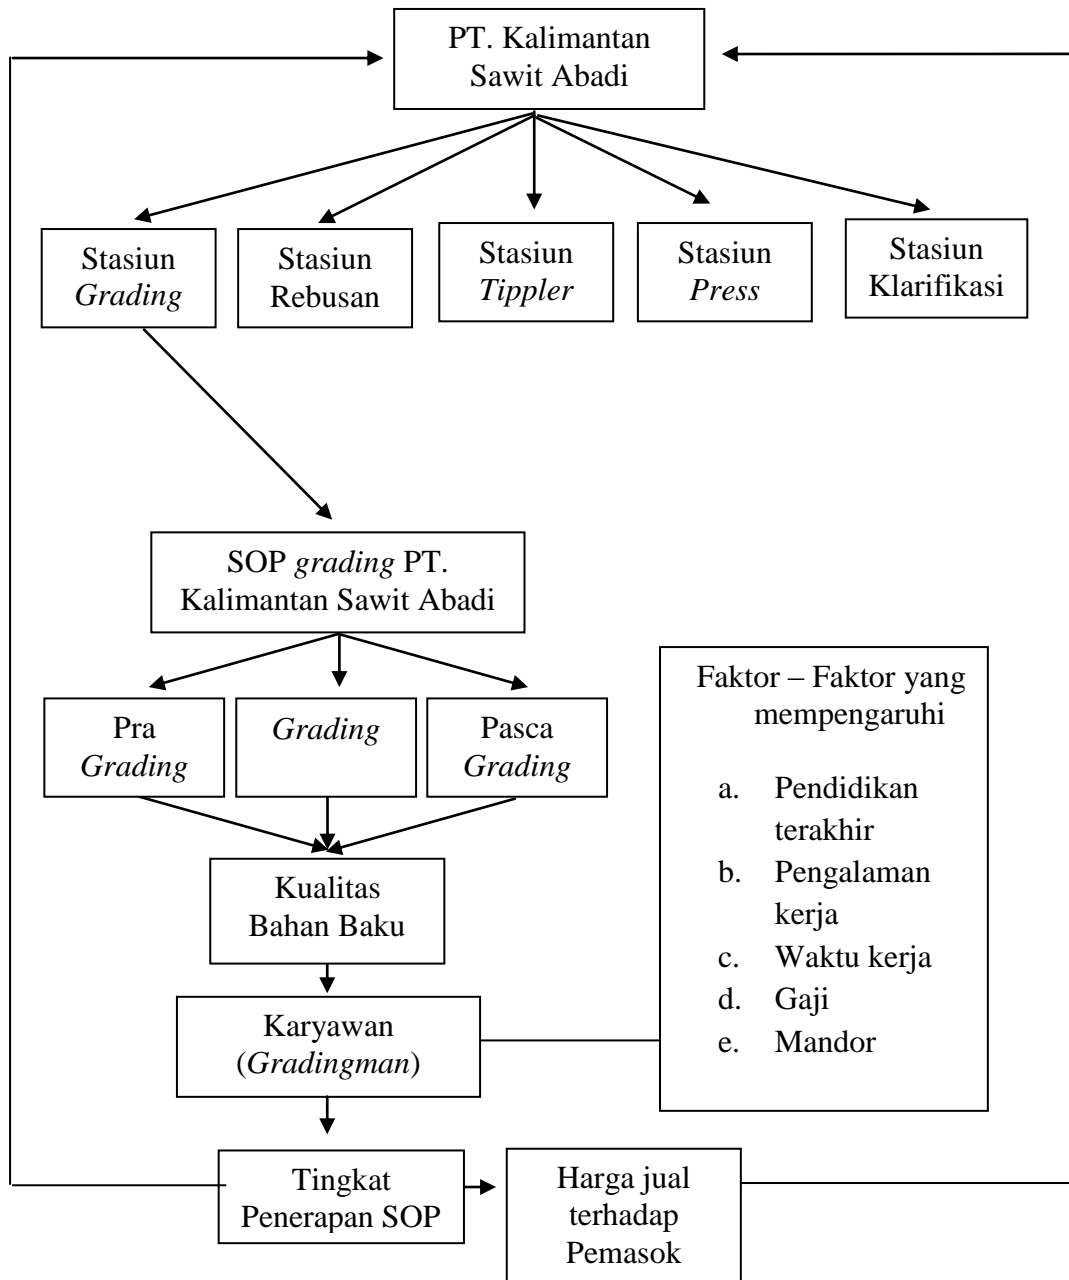 PT. Kalimantan
Sawit Abadi
Stasiun
Grading
Stasiun
Rebusan
Stasiun
Tippler
Stasiun
Press
Stasiun
Klarifikasi
SOP grading PT.
Kalimantan Sawit Abadi
Pra
Grading
Grading
Pasca
Grading
Faktor – Faktor yang
mempengaruhi
a. Pendidikan
terakhir
b. Pengalaman
kerja
c. Waktu kerja
d. Gaji
e. Mandor
Kualitas
Bahan Baku
Karyawan
(Gradingman)
Tingkat
Penerapan SOP
Harga jual
terhadap
Pemasok